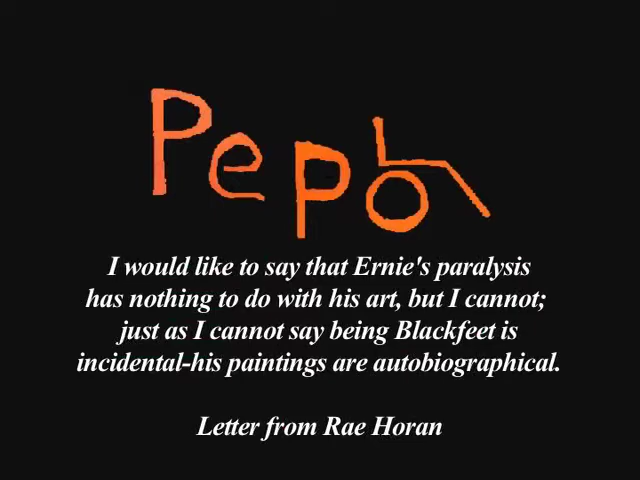 Pepo
I would like to say that Ernie's paralysis
has nothing to do with his art, but I cannot;
just as I cannot say being Blackfeet is
incidental-his paintings are autobiographical.
Letter from Rae Horan